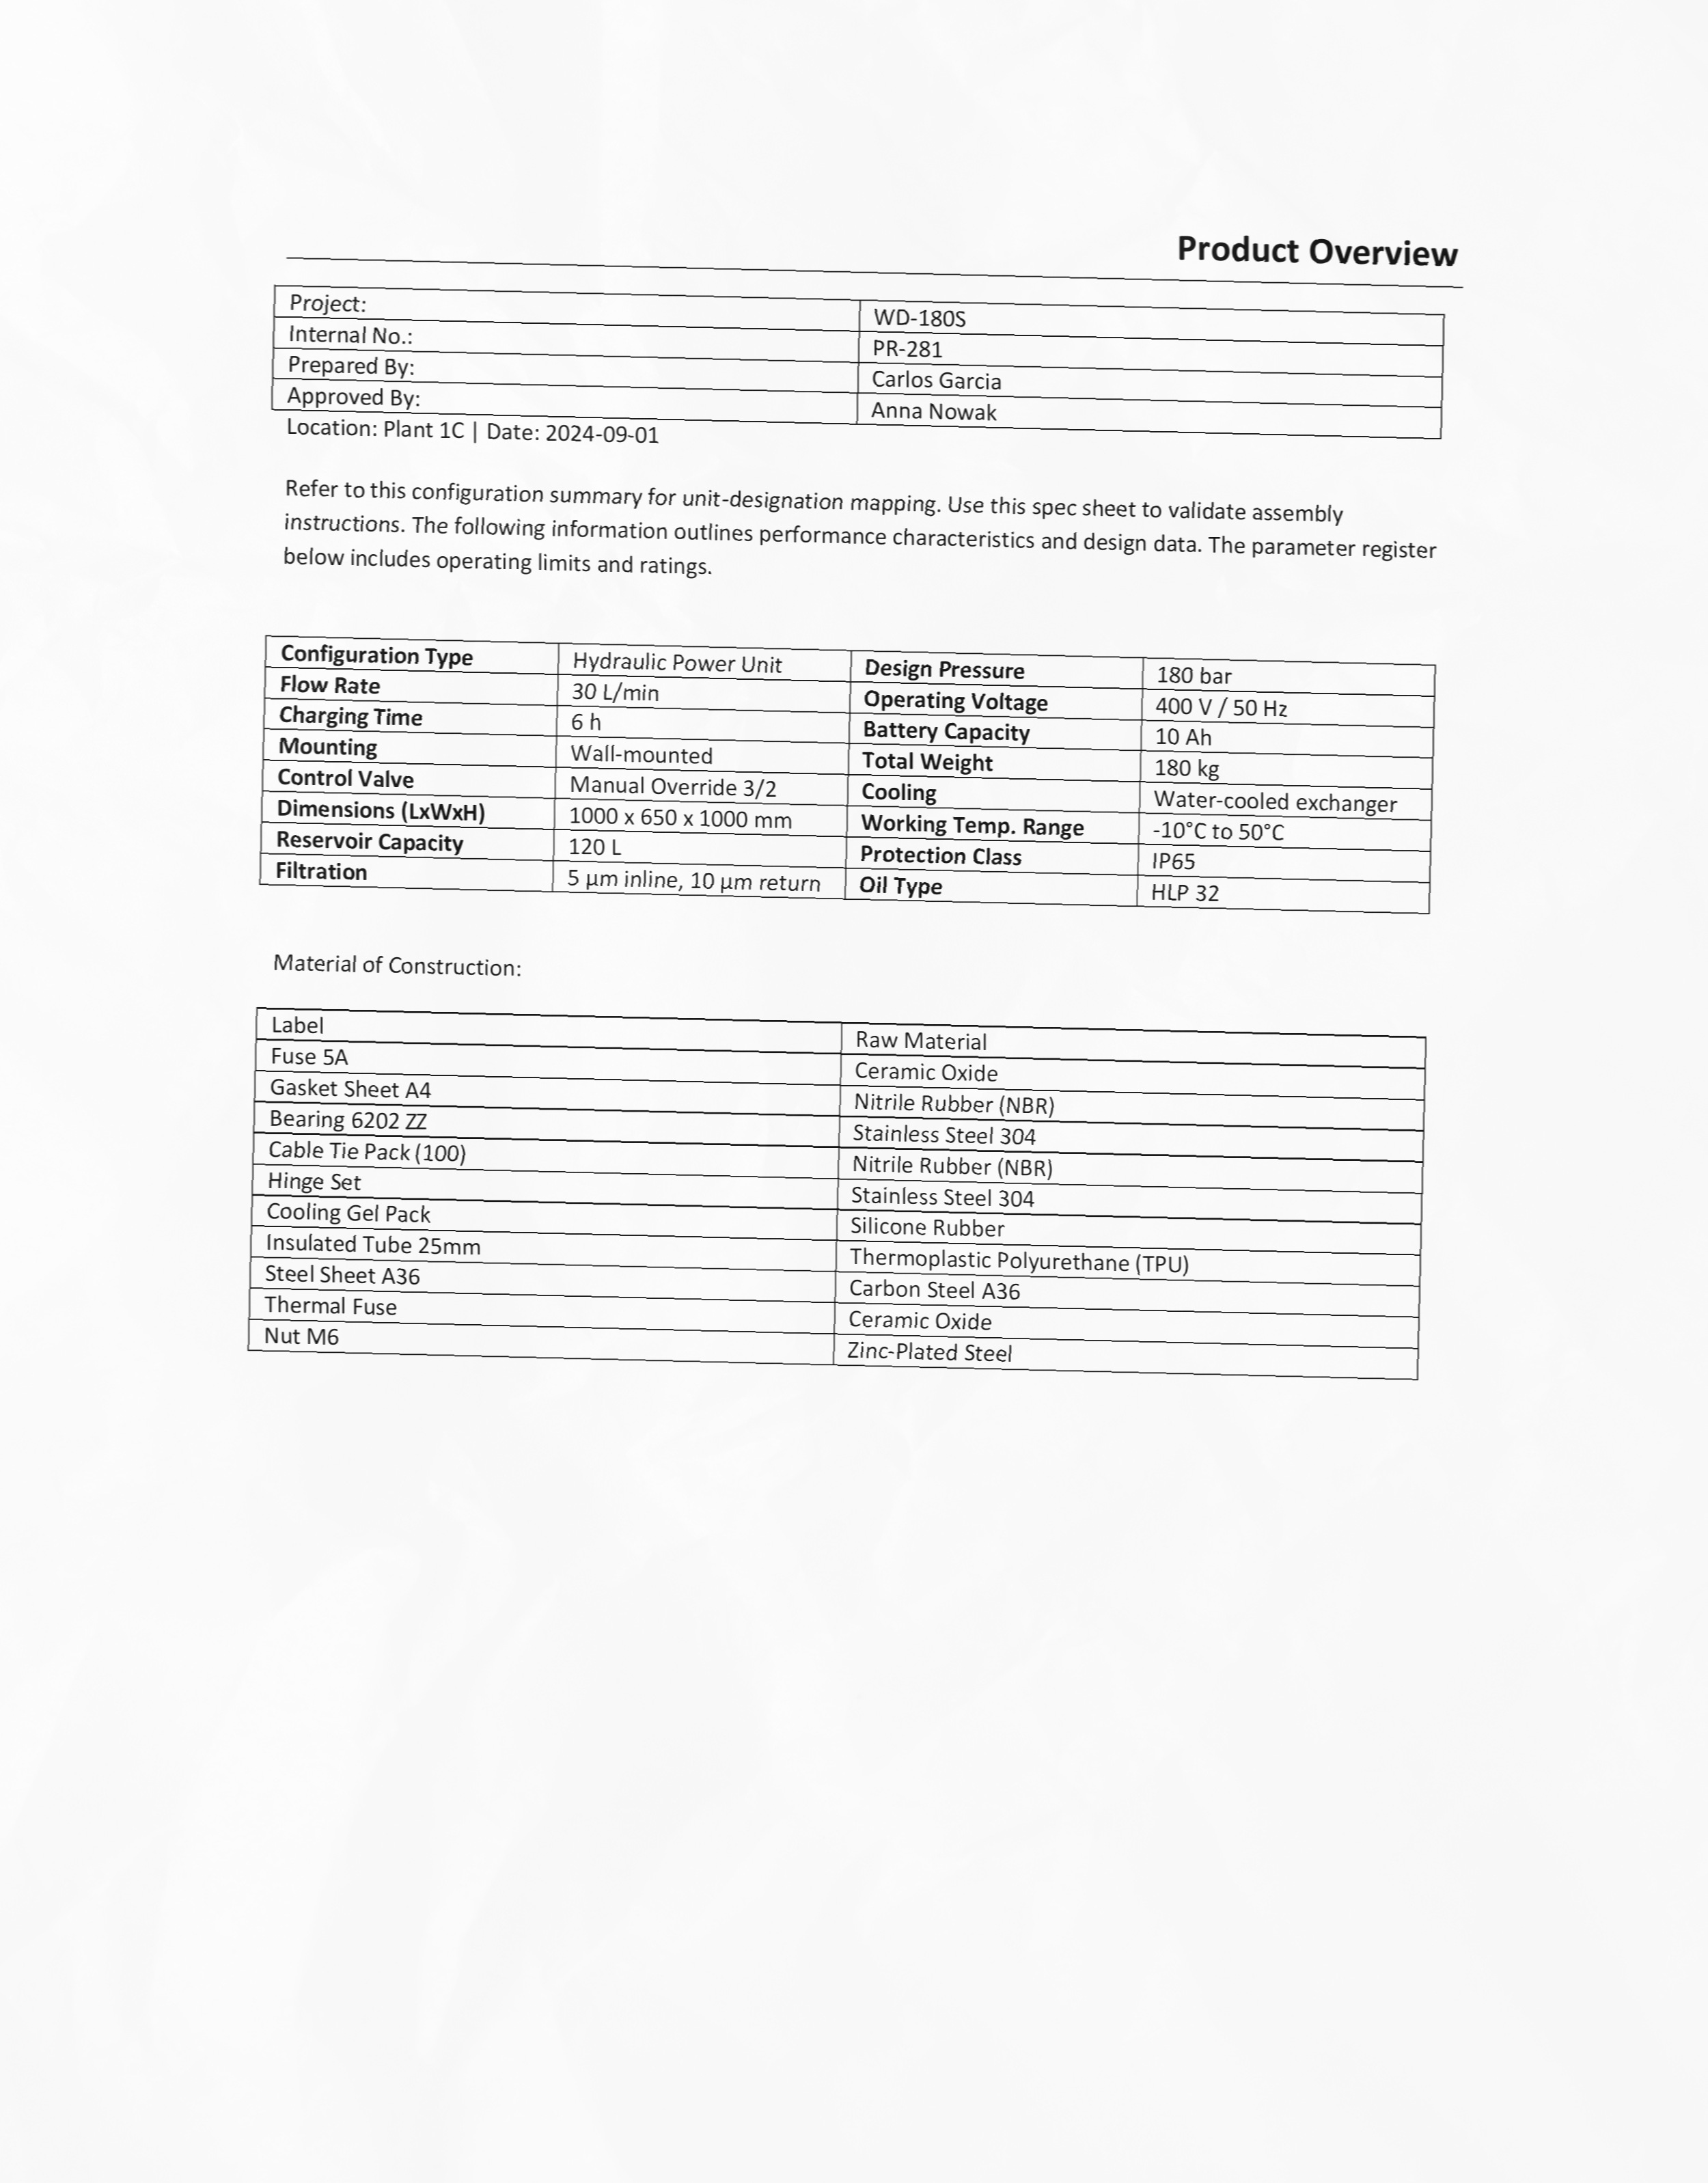 Product Overview
Project: WD-180S
Internal No.: PR-281
Prepared By: Carlos Garcia
Approved By: Anna Nowak
Location: Plant 1C | Date: 2024-09-01
Refer to this configuration summary for unit-designation mapping. Use this spec sheet to validate assembly
instructions. The following information outlines performance characteristics and design data. The parameter register
below includes operating limits and ratings.
Configuration Type Hydraulic Power Unit Design Pressure 180 bar
Flow Rate 30 L/min Operating Voltage 400 V / 50 Hz
Charging Time 6 h Battery Capacity 10 Ah
Mounting Wall-mounted Total Weight 180 kg
Control Valve Manual Override 3/2 Cooling Water-cooled exchanger
Dimensions (LxWxH) 1000 x 650 x 1000 mm Working Temp. Range -10°C to 50°C
Reservoir Capacity 120 L Protection Class IP65
Filtration 5 µm inline, 10 µm return Oil Type HLP 32
Material of Construction:
Label Raw Material
Fuse 5A Ceramic Oxide
Gasket Sheet A4 Nitrile Rubber (NBR)
Bearing 6202 ZZ Stainless Steel 304
Cable Tie Pack (100) Nitrile Rubber (NBR)
Hinge Set Stainless Steel 304
Cooling Gel Pack Silicone Rubber
Insulated Tube 25mm Thermoplastic Polyurethane (TPU)
Steel Sheet A36 Carbon Steel A36
Thermal Fuse Ceramic Oxide
Nut M6 Zinc-Plated Steel